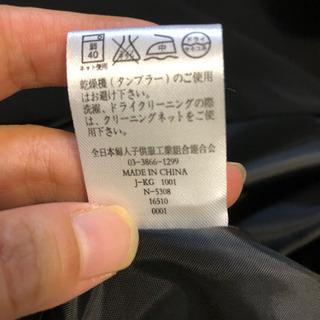 弱
40
中
ドライ
ネット使用
乾燥機(タンブラー)のご使用
はお避け下さい。
洗濯、ドライクリーニングの際
は、クリーニングネットをご使
用下さい。
全日本婦人子供服工業組合連合会
03-3866-1299
MADE IN CHINA
J-KG 1001
N-5308
16510
0001